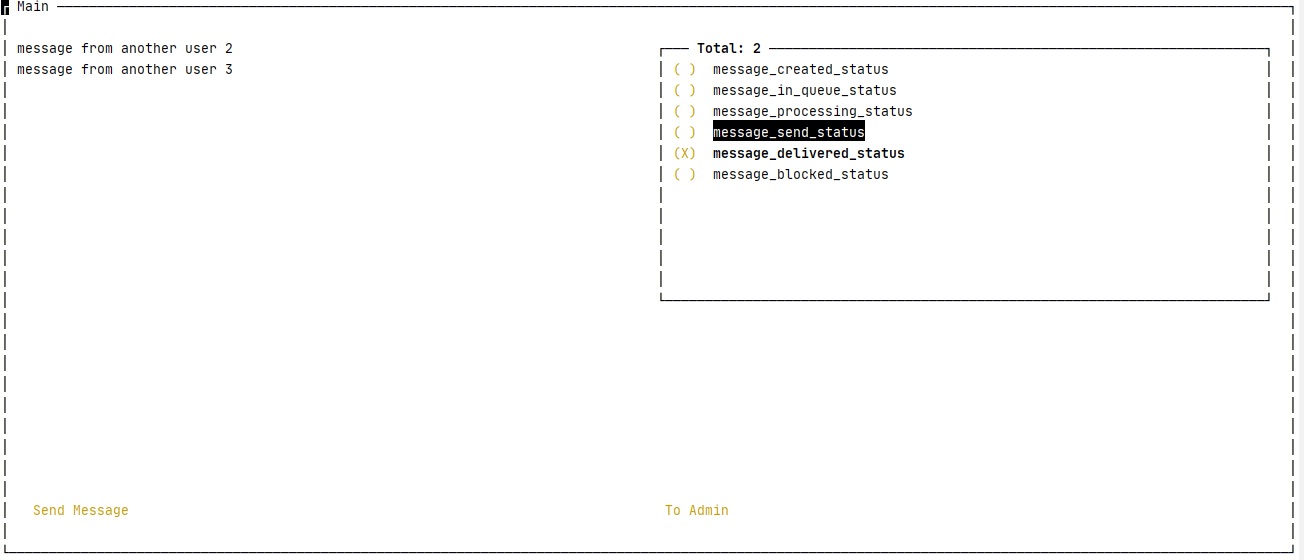 Main
message from another user 2
message from another user 3
Total: 2
( ) message_created_status
( ) message_in_queue_status
( ) message_processing_status
( ) message_send_status
(X) message_delivered_status
( ) message_blocked_status
Send Message
To Admin